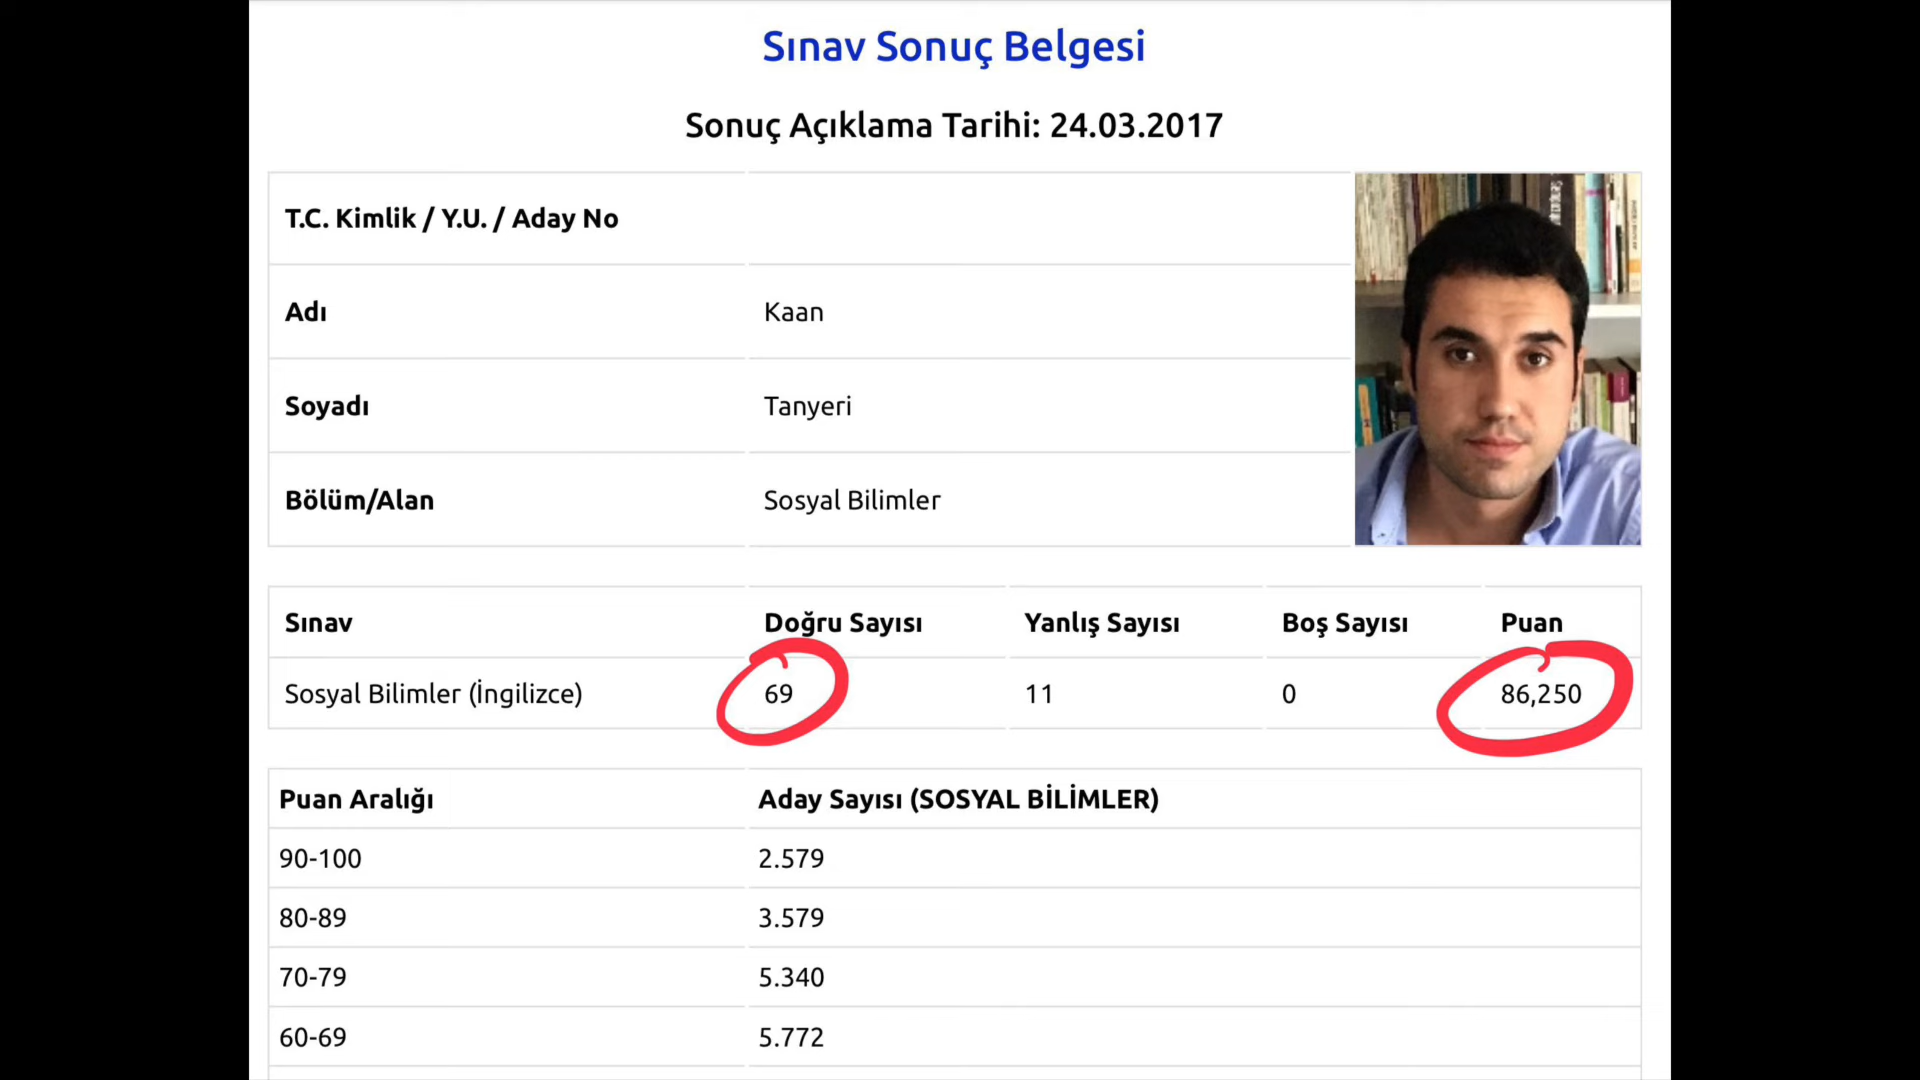 Sınav Sonuç Belgesi
Sonuç Açıklama Tarihi: 24.03.2017
T.C. Kimlik / Y.U. / Aday No
Adı Kaan
Soyadı Tanyeri
Bölüm/Alan Sosyal Bilimler
Sınav Doğru Sayısı Yanlış Sayısı Boş Sayısı Puan
Sosyal Bilimler (İngilizce) 69 11 0 86,250
Puan Aralığı Aday Sayısı (SOSYAL BİLİMLER)
90-100 2.579
80-89 3.579
70-79 5.340
60-69 5.772